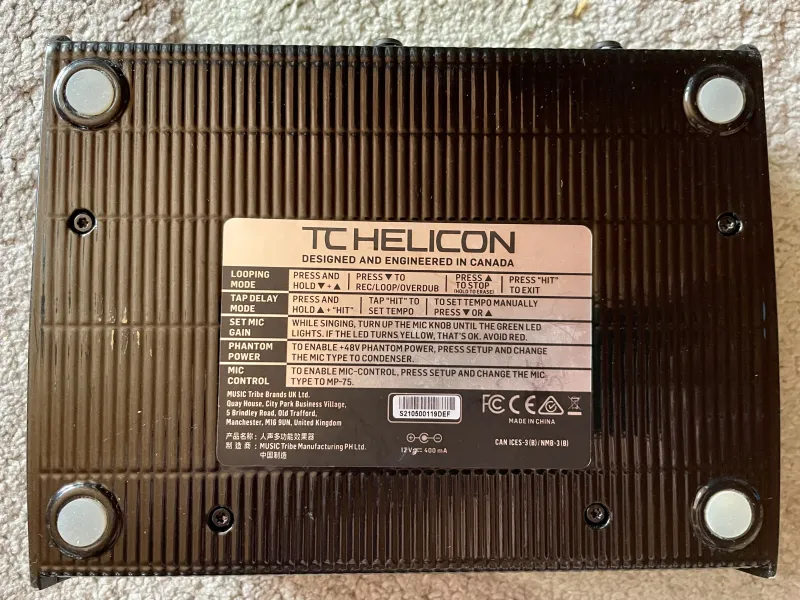 TC HELICON
DESIGNED AND ENGINEERED IN CANADA
LOOPING MODE
PRESS AND HOLD ▼ + ▲
PRESS ▼ TO REC/LOOP/OVERDUB
PRESS ▲ TO STOP (HOLD TO ERASE)
PRESS "HIT" TO EXIT
TAP DELAY MODE
PRESS AND HOLD ▲ + "HIT"
TAP "HIT" TO SET TEMPO
TO SET TEMPO MANUALLY PRESS ▼ OR ▲
SET MIC GAIN
WHILE SINGING, TURN UP THE MIC KNOB UNTIL THE GREEN LED
LIGHTS. IF THE LED TURNS YELLOW, THAT'S OK. AVOID RED.
PHANTOM POWER
TO ENABLE +48V PHANTOM POWER, PRESS SETUP AND CHANGE
THE MIC TYPE TO CONDENSER.
MIC CONTROL
TO ENABLE MIC-CONTROL, PRESS SETUP AND CHANGE THE MIC
TYPE TO MP-75.
MUSIC Tribe Brands UK Ltd.
Quay House, City Park Business Village,
5 Brindley Road, Old Trafford,
Manchester, M16 9UN, United Kingdom
产品名称：人声多功能效果器
制 造 商：MUSIC Tribe Manufacturing PH Ltd.
中国制造
S210500119DEF
12V ⎓ 400 mA
FC CE
MADE IN CHINA
CAN ICES-3 (B) / NMB-3 (B)